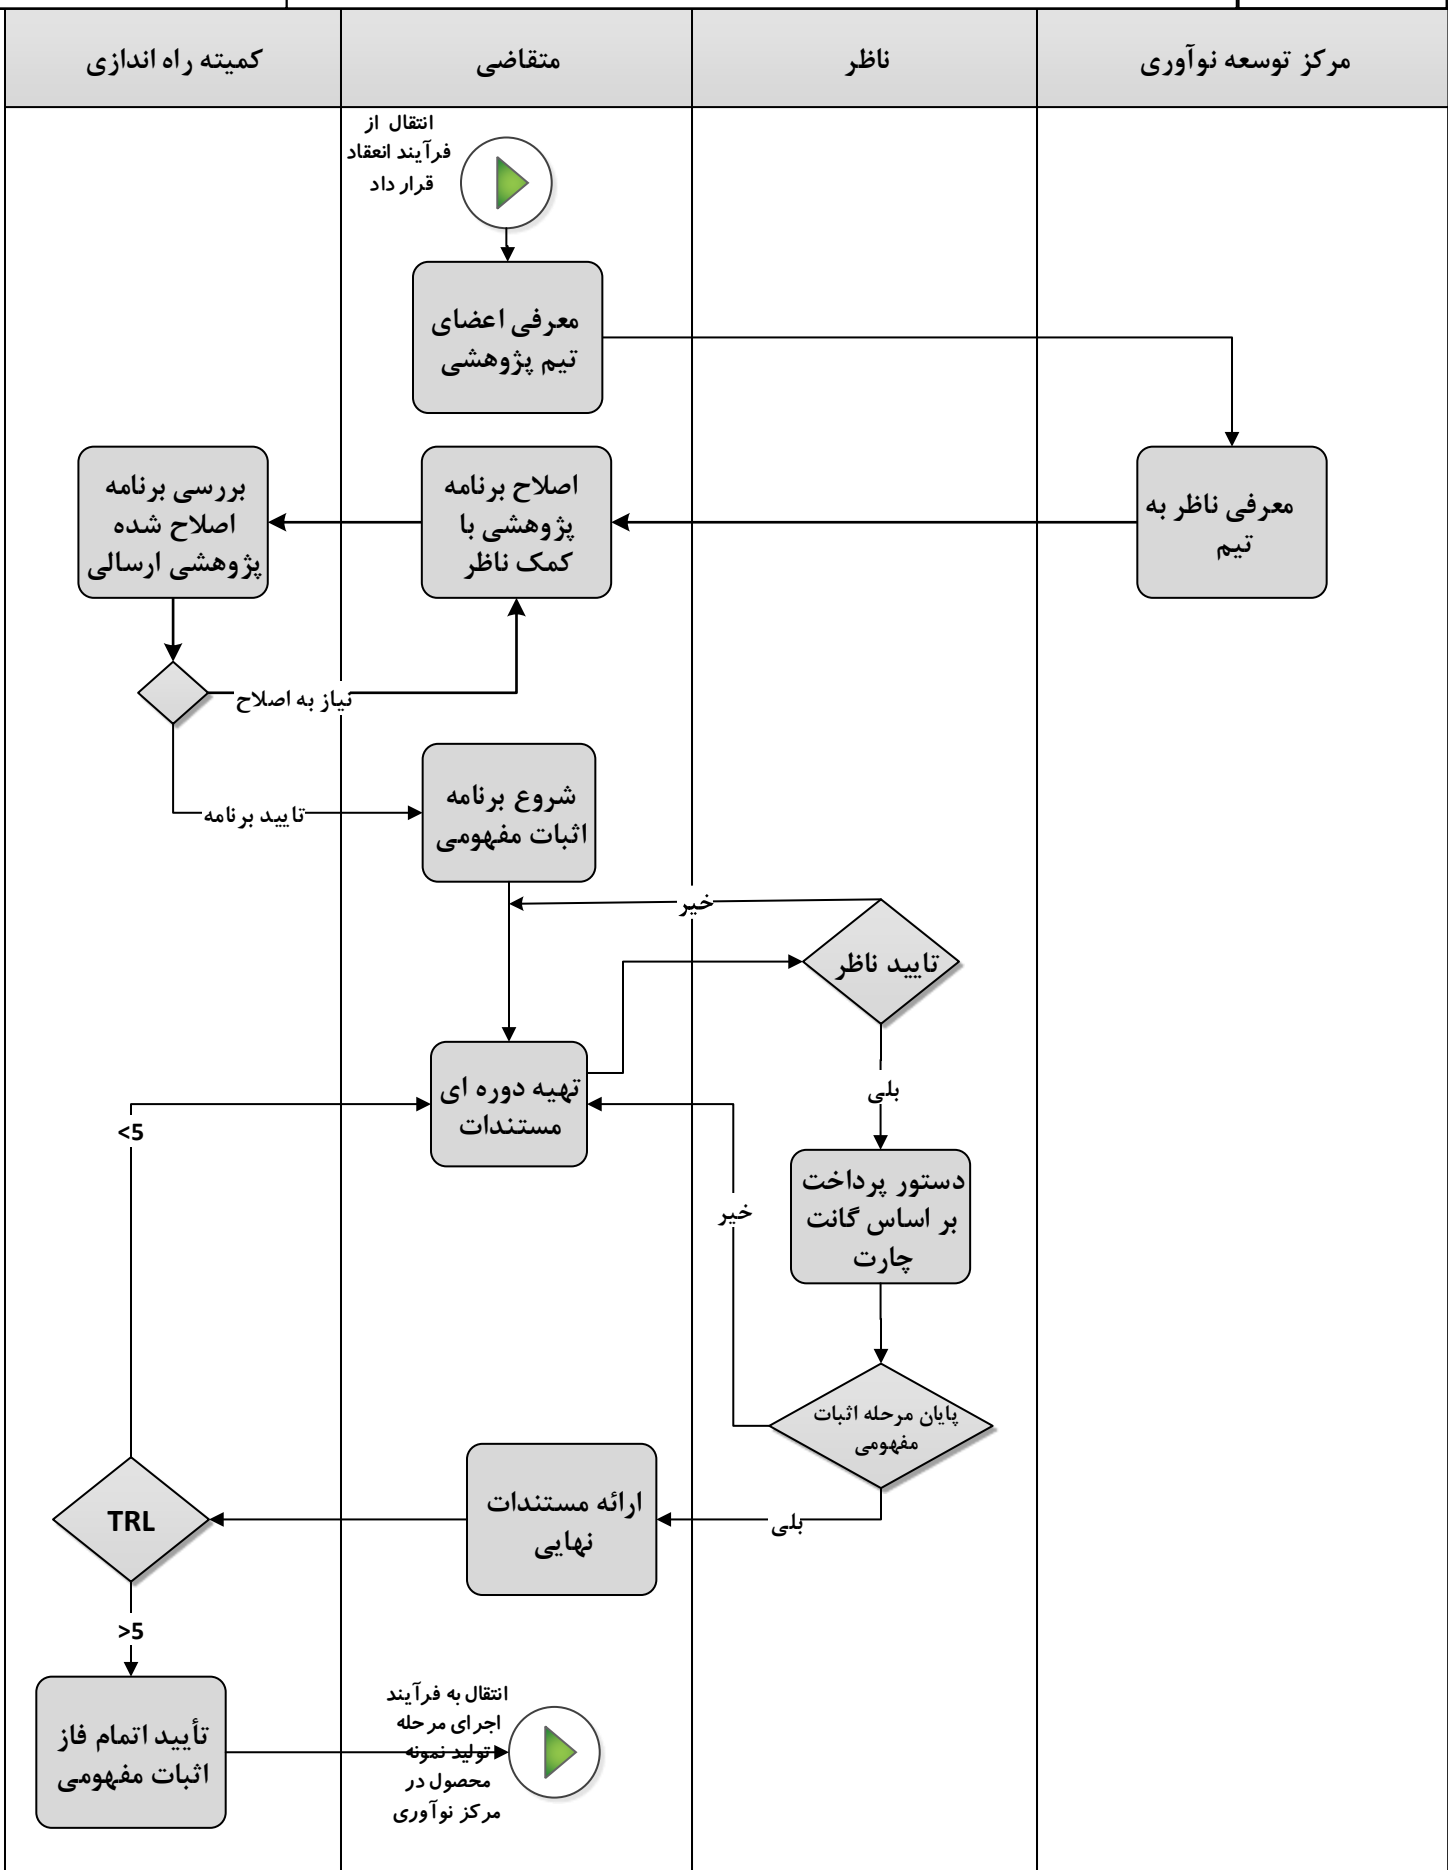 مرکز توسعه نوآوری
ناظر
متقاضی
کمیته راه اندازی
انتقال از
فرآیند انعقاد
قرار داد
معرفی اعضای
تیم پژوهشی
معرفی ناظر به
تیم
اصلاح برنامه
پژوهشی با
کمک ناظر
بررسی برنامه
اصلاح شده
پژوهشی ارسالی
نیاز به اصلاح
تایید برنامه
شروع برنامه
اثبات مفهومی
خیر
تایید ناظر
بلی
تهیه دوره ای
مستندات
<5
دستور پرداخت
بر اساس گانت
چارت
خیر
پایان مرحله اثبات
مفهومی
بلی
ارائه مستندات
نهایی
TRL
>5
تأیید اتمام فاز
اثبات مفهومی
انتقال به فرآیند
اجرای مرحله
تولید نمونه
محصول در
مرکز نوآوری